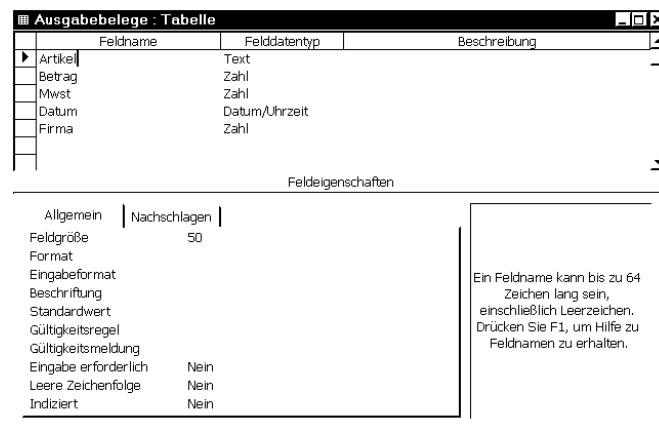 Ausgabebelege : Tabelle
Feldname Felddatentyp Beschreibung
Artikel Text
Betrag Zahl
Mwst Zahl
Datum Datum/Uhrzeit
Firma Zahl
Feldeigenschaften
Allgemein Nachschlagen
Feldgröße 50
Format
Eingabeformat
Beschriftung
Standardwert
Gültigkeitsregel
Gültigkeitsmeldung
Eingabe erforderlich Nein
Leere Zeichenfolge Nein
Indiziert Nein
Ein Feldname kann bis zu 64
Zeichen lang sein,
einschließlich Leerzeichen.
Drücken Sie F1, um Hilfe zu
Feldnamen zu erhalten.